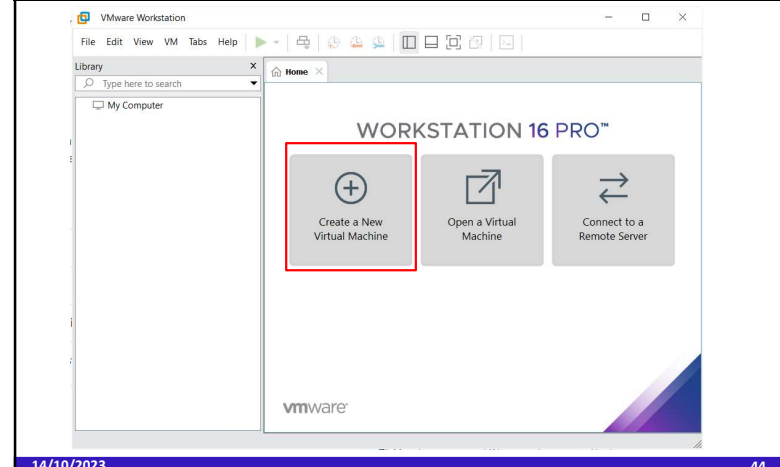 VMware Workstation
File Edit View VM Tabs Help
Library
Type here to search
My Computer
Home
WORKSTATION 16 PRO™
Create a New
Virtual Machine
Open a Virtual
Machine
Connect to a
Remote Server
vmware®
14/10/2023
44